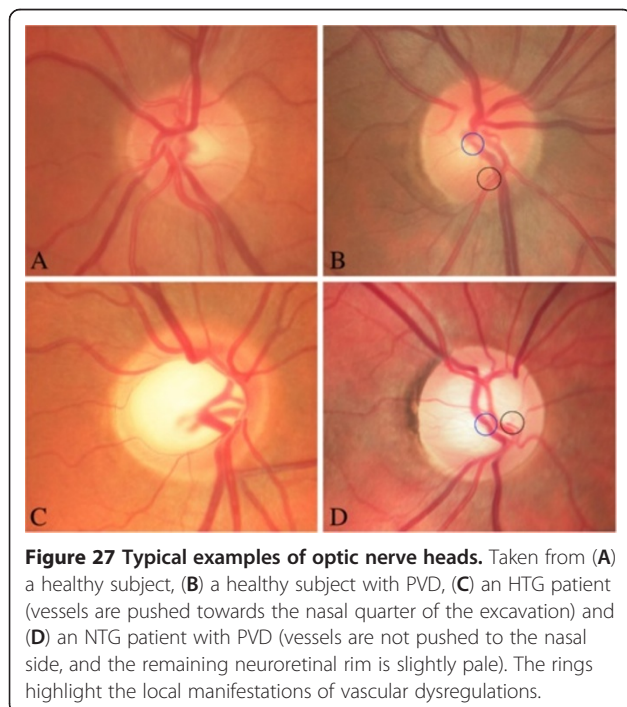 A
B
C
D
Figure 27 Typical examples of optic nerve heads. Taken from (A)
a healthy subject, (B) a healthy subject with PVD, (C) an HTG patient
(vessels are pushed towards the nasal quarter of the excavation) and
(D) an NTG patient with PVD (vessels are not pushed to the nasal
side, and the remaining neuroretinal rim is slightly pale). The rings
highlight the local manifestations of vascular dysregulations.